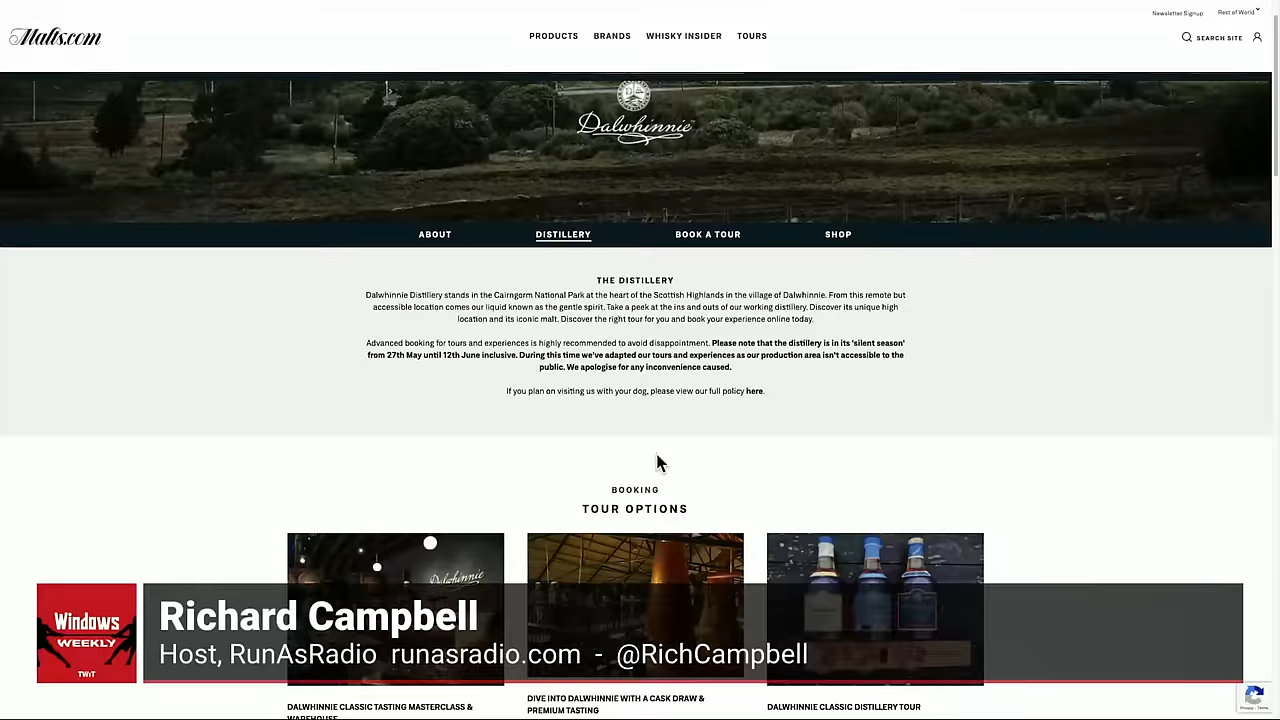 Newsletter Signup
Rest of World
Malts.com
PRODUCTS BRANDS WHISKY INSIDER TOURS
SEARCH SITE
Dalwhinnie
ABOUT DISTILLERY BOOK A TOUR SHOP
THE DISTILLERY
Dalwhinnie Distillery stands in the Cairngorm National Park at the heart of the Scottish Highlands in the village of Dalwhinnie. From this remote but
accessible location comes our liquid known as the gentle spirit. Take a peek at the ins and outs of our working distillery. Discover its unique high
location and its iconic malt. Discover the right tour for you and book your experience online today.
Advanced booking for tours and experiences is highly recommended to avoid disappointment. Please note that the distillery is in its 'silent season'
from 27th May until 12th June inclusive. During this time we've adapted our tours and experiences as our production area isn't accessible to the
public. We apologise for any inconvenience caused.
If you plan on visiting us with your dog, please view our full policy here.
BOOKING
TOUR OPTIONS
Dalwhinnie
Windows
WEEKLY
TWiT
Richard Campbell
Host, RunAsRadio runasradio.com - @RichCampbell
DALWHINNIE CLASSIC TASTING MASTERCLASS &
WAREHOUSE
DIVE INTO DALWHINNIE WITH A CASK DRAW &
PREMIUM TASTING
DALWHINNIE CLASSIC DISTILLERY TOUR
Privacy - Terms